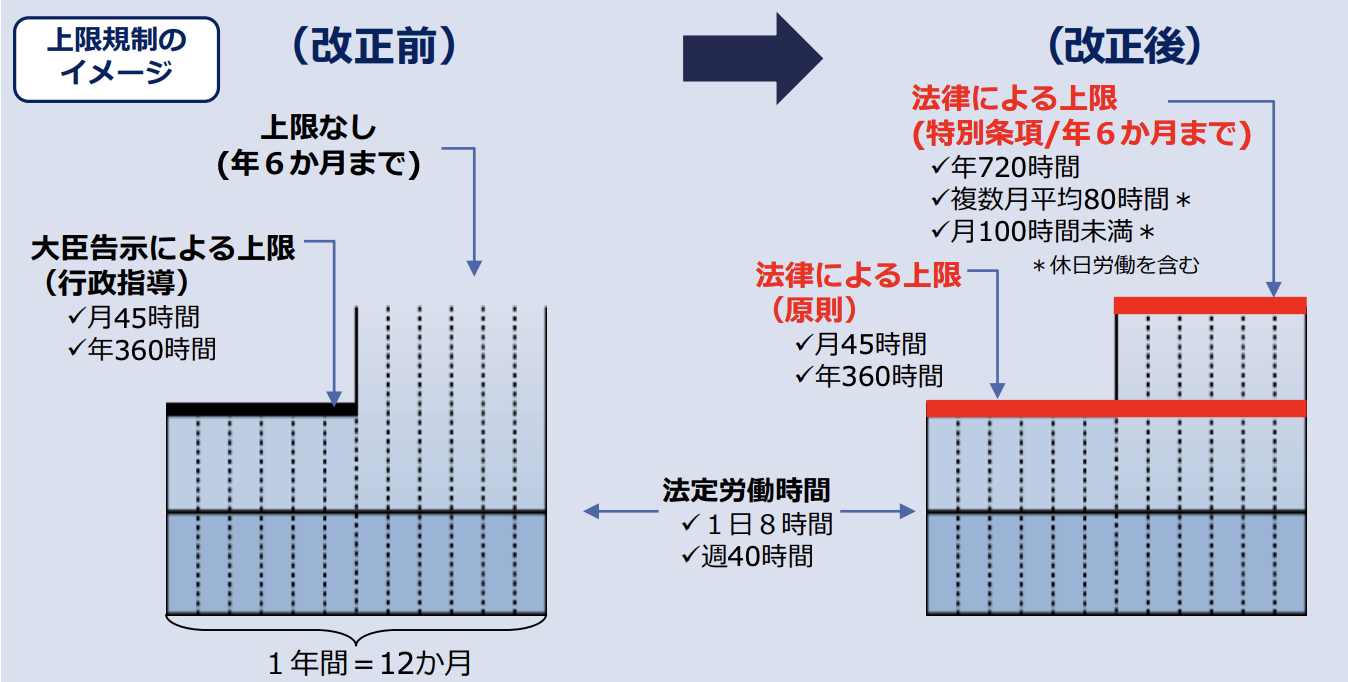 上限規制の
イメージ
（改正前）
（改正後）
上限なし
(年６か月まで)
大臣告示による上限
（行政指導）
✓月45時間
✓年360時間
法律による上限
(特別条項/年６か月まで)
✓年720時間
✓複数月平均80時間＊
✓月100時間未満＊
＊休日労働を含む
法律による上限
（原則）
✓月45時間
✓年360時間
法定労働時間
✓１日８時間
✓週40時間
１年間＝12か月